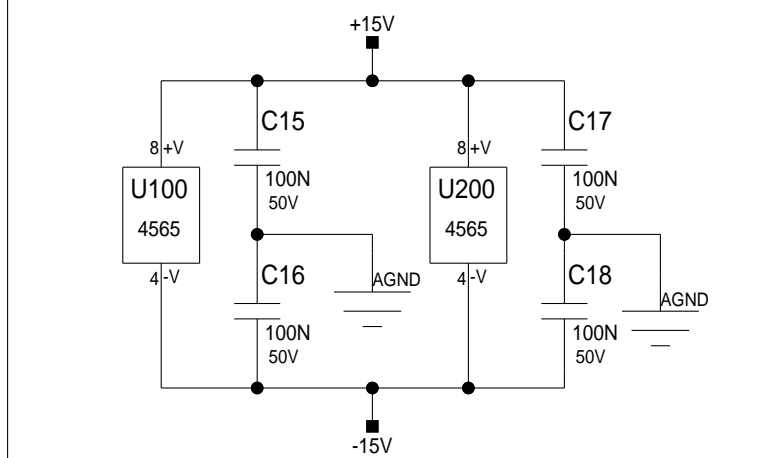 +15V
C15
C17
8 +V
8 +V
100N
100N
U100
U200
50V
50V
4565
4565
4 -V
C16
AGND
4 -V
C18
AGND
100N
100N
50V
50V
-15V